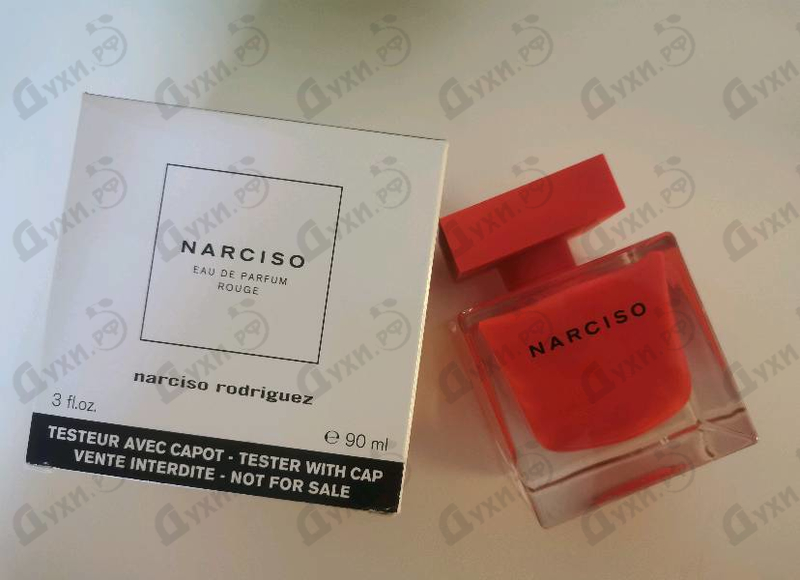 NARCISO
EAU DE PARFUM
ROUGE
narciso rodriguez
3 fl.oz.
℮ 90 ml
TESTEUR AVEC CAPOT - TESTER WITH CAP
VENTE INTERDITE - NOT FOR SALE
NARCISO
Духи.рф